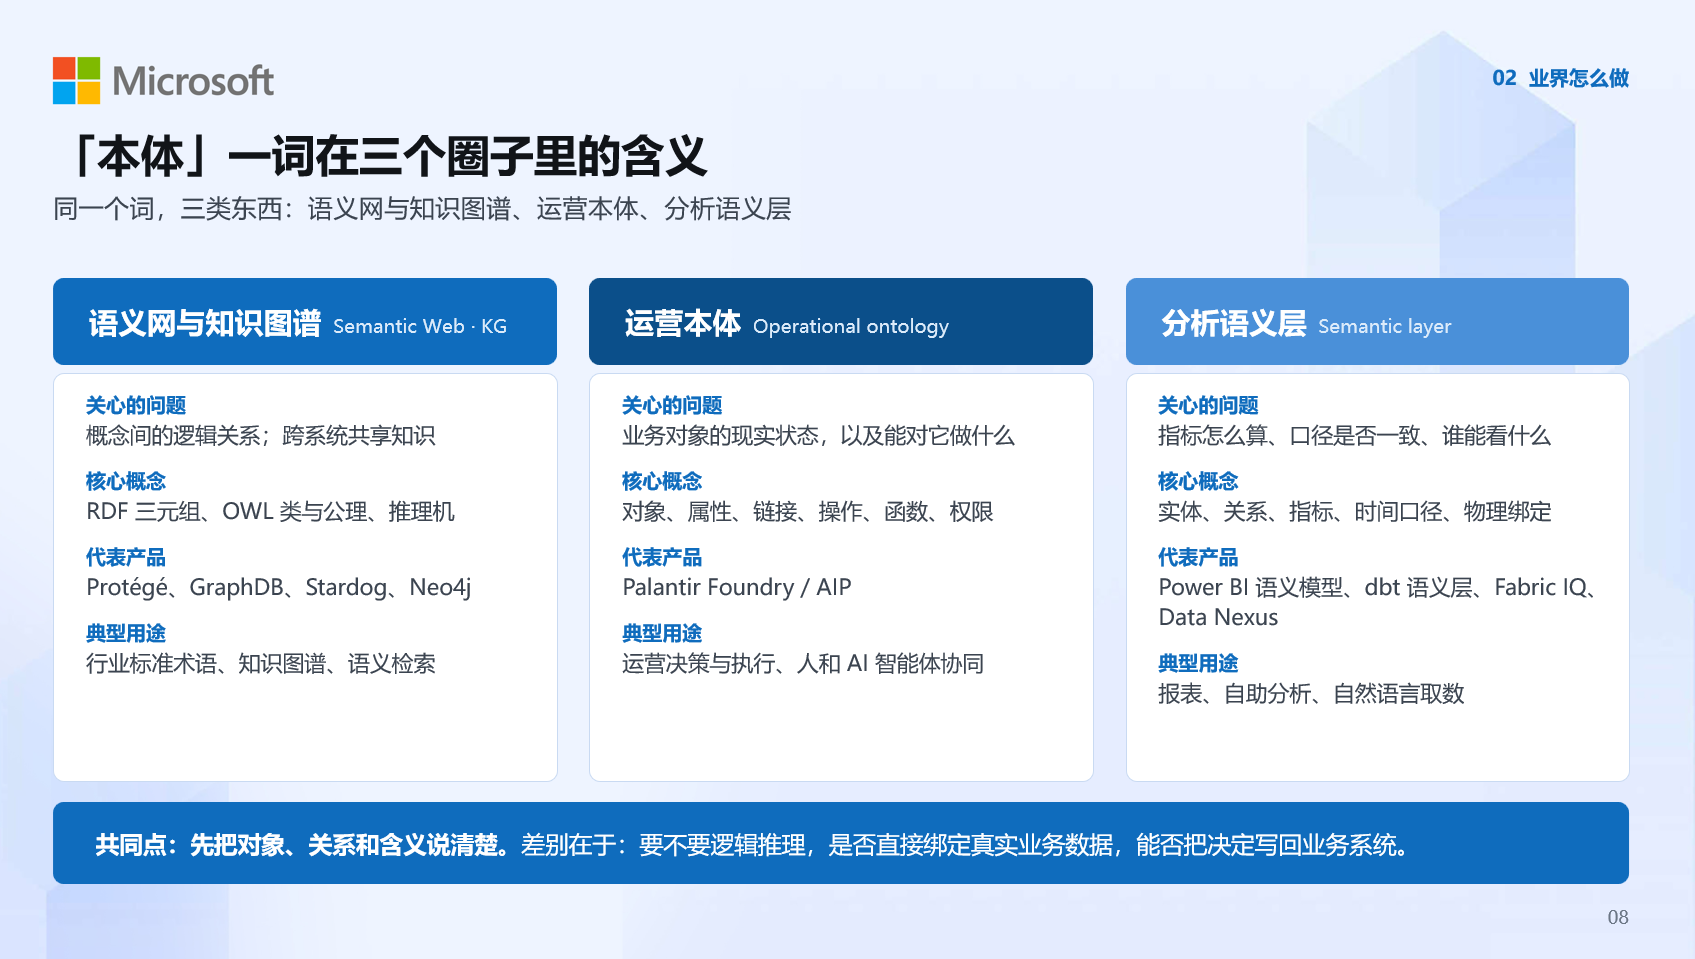 Microsoft
02 业界怎么做
「本体」一词在三个圈子里的含义
同一个词，三类东西：语义网与知识图谱、运营本体、分析语义层
语义网与知识图谱 Semantic Web · KG
关心的问题
概念间的逻辑关系；跨系统共享知识
核心概念
RDF 三元组、OWL 类与公理、推理机
代表产品
Protégé、GraphDB、Stardog、Neo4j
典型用途
行业标准术语、知识图谱、语义检索
运营本体 Operational ontology
关心的问题
业务对象的现实状态，以及能对它做什么
核心概念
对象、属性、链接、操作、函数、权限
代表产品
Palantir Foundry / AIP
典型用途
运营决策与执行、人和 AI 智能体协同
分析语义层 Semantic layer
关心的问题
指标怎么算、口径是否一致、谁能看什么
核心概念
实体、关系、指标、时间口径、物理绑定
代表产品
Power BI 语义模型、dbt 语义层、Fabric IQ、
Data Nexus
典型用途
报表、自助分析、自然语言取数
共同点：先把对象、关系和含义说清楚。差别在于：要不要逻辑推理，是否直接绑定真实业务数据，能否把决定写回业务系统。
08